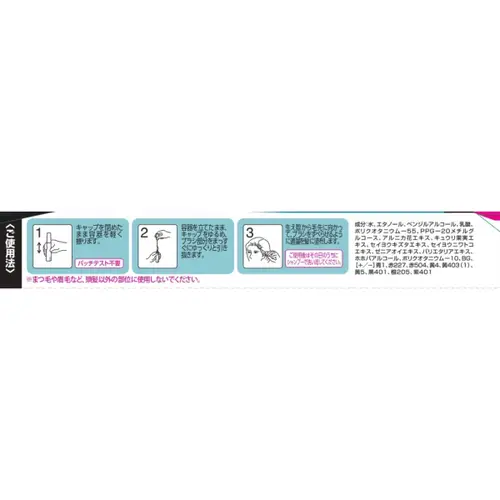 〈ご使用法〉
1
キャップを閉めた
まま容器を軽く
振ります。
パッチテスト不要
2
容器を立てたまま、
キャップをゆるめ、
ブラシ部分をまっす
ぐにゆっくりと引き
抜きます。
3
生え際から毛先に向かっ
てブラシをすべらせるよう
に適量を髪に塗布します。
ご使用後はその日のうちに
シャンプーで洗い流してください。
※まつ毛や眉毛など、頭髪以外の部位に使用しないでください。
成分:水、エタノール、ベンジルアルコール、乳酸、
ポリクオタニウム-55、PPG-20メチルグ
ルコース、アルニカ花エキス、キュウリ果実エ
キス、セイヨウキズタエキス、セイヨウニワトコ
エキス、ゼニアオイエキス、パリエタリアエキス、
ホホバアルコール、ポリクオタニウム-10、BG、
[+/-]青1、赤227、赤504、黄4、黄403(1)、
黄5、黒401、橙205、紫401